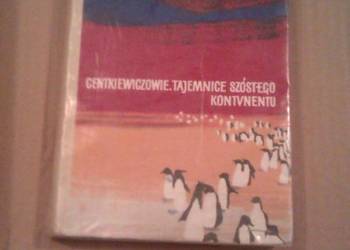 CENTKIEWICZOWIE. TAJEMNICE SZÓSTEGO
KONTYNENTU